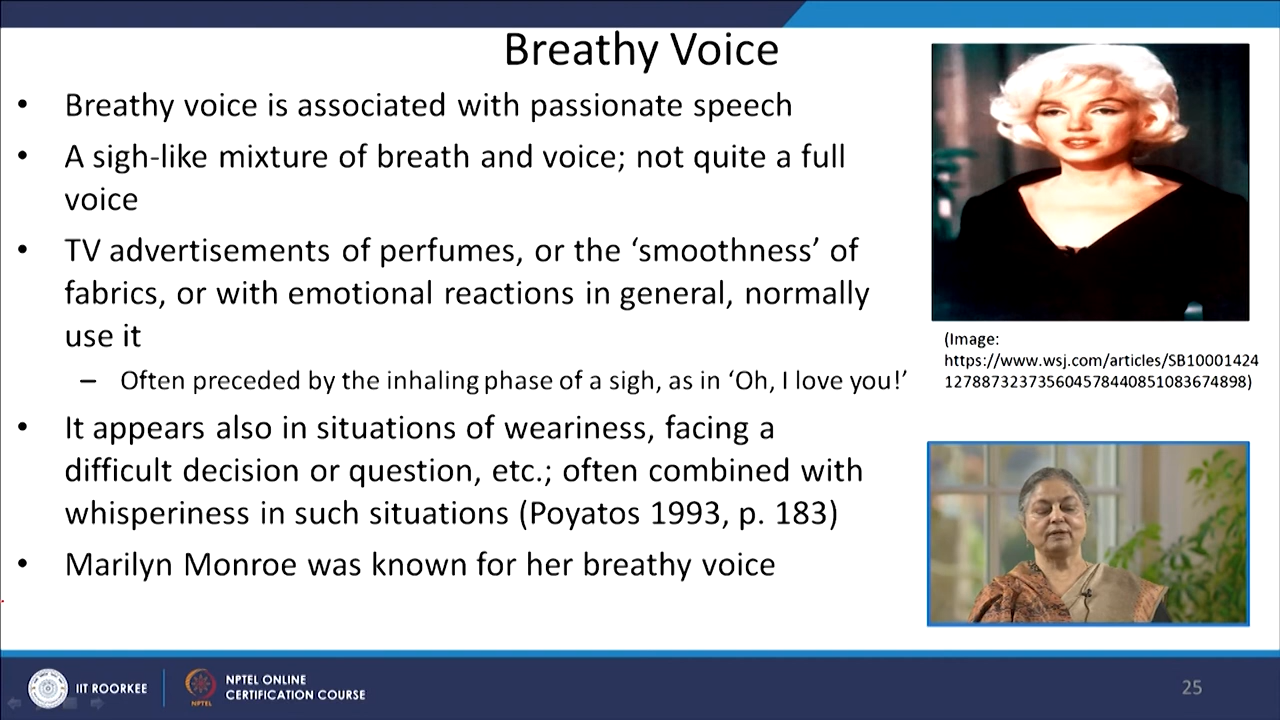 Breathy Voice
• Breathy voice is associated with passionate speech
• A sigh-like mixture of breath and voice; not quite a full
voice
• TV advertisements of perfumes, or the ‘smoothness’ of
fabrics, or with emotional reactions in general, normally
use it
– Often preceded by the inhaling phase of a sigh, as in ‘Oh, I love you!’
• It appears also in situations of weariness, facing a
difficult decision or question, etc.; often combined with
whisperiness in such situations (Poyatos 1993, p. 183)
• Marilyn Monroe was known for her breathy voice
(Image:
https://www.wsj.com/articles/SB10001424
127887323735604578440851083674898)
IIT ROORKEE
NPTEL
NPTEL ONLINE
CERTIFICATION COURSE
25